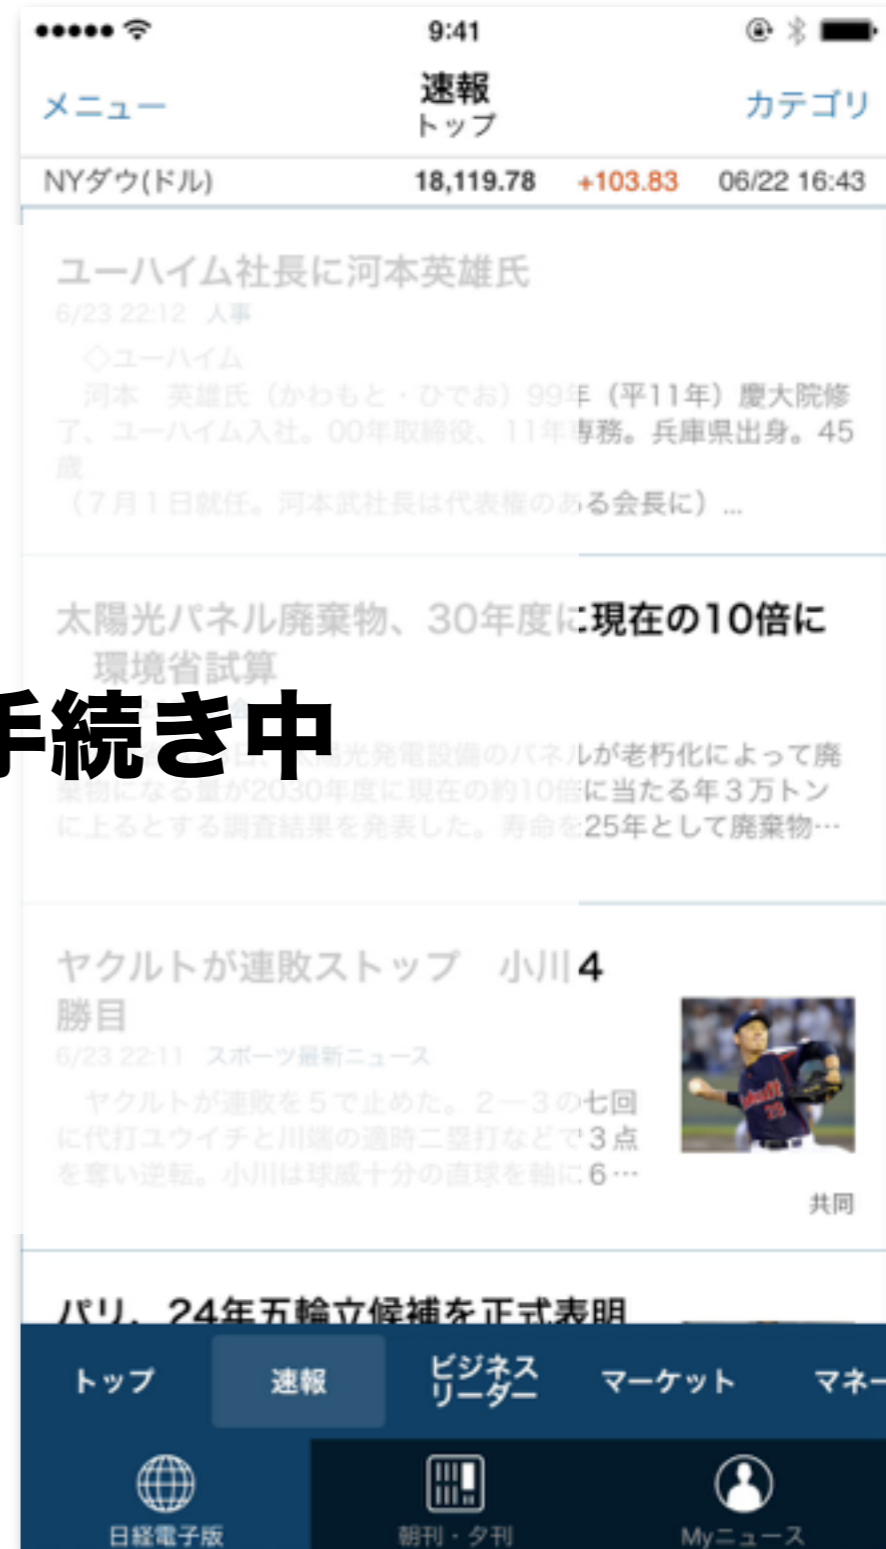 9:41
メニュー
速報
トップ
カテゴリ
NYダウ(ドル) 18,119.78 +103.83 06/22 16:43
ユーハイム社長に河本英雄氏
6/23 22:12 人事
◇ユーハイム
河本 英雄氏(かわもと・ひでお)99年(平11年)慶大院修
了、ユーハイム入社。00年取締役、11年専務。兵庫県出身。45
歳
(7月1日就任。河本武社長は代表権のある会長に)...
太陽光パネル廃棄物、30年度に現在の10倍に
環境省試算
手続き中
陽光発電設備のパネルが老朽化によって廃
棄物になる量が2030年度に現在の約10倍に当たる年3万トン
に上るとする調査結果を発表した。寿命を25年として廃棄物…
ヤクルトが連敗ストップ 小川4
勝目
6/23 22:11 スポーツ最新ニュース
ヤクルトが連敗を5で止めた。2―3の七回
に代打ユウイチと川端の適時二塁打などで3点
を奪い逆転。小川は球威十分の直球を軸に6…
共同
パリ、24年五輪立候補を正式表明
トップ
速報
ビジネス
リーダー
マーケット
マネー
日経電子版
朝刊・夕刊
Myニュース